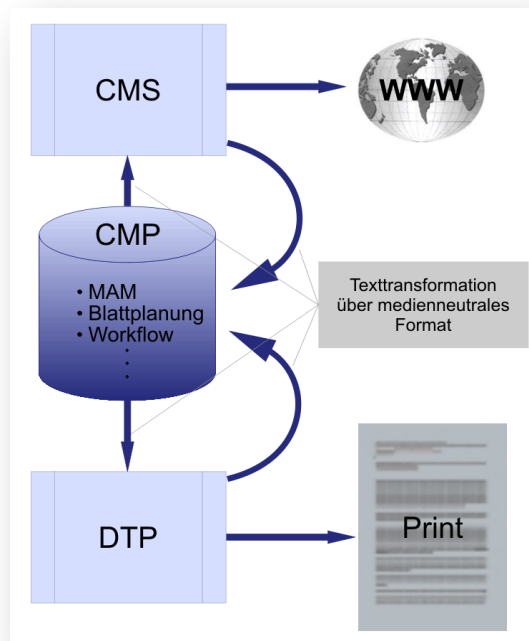 CMS
WWW
CMP
• MAM
• Blattplanung
• Workflow
Texttransformation
über medienneutrales
Format
DTP
Print